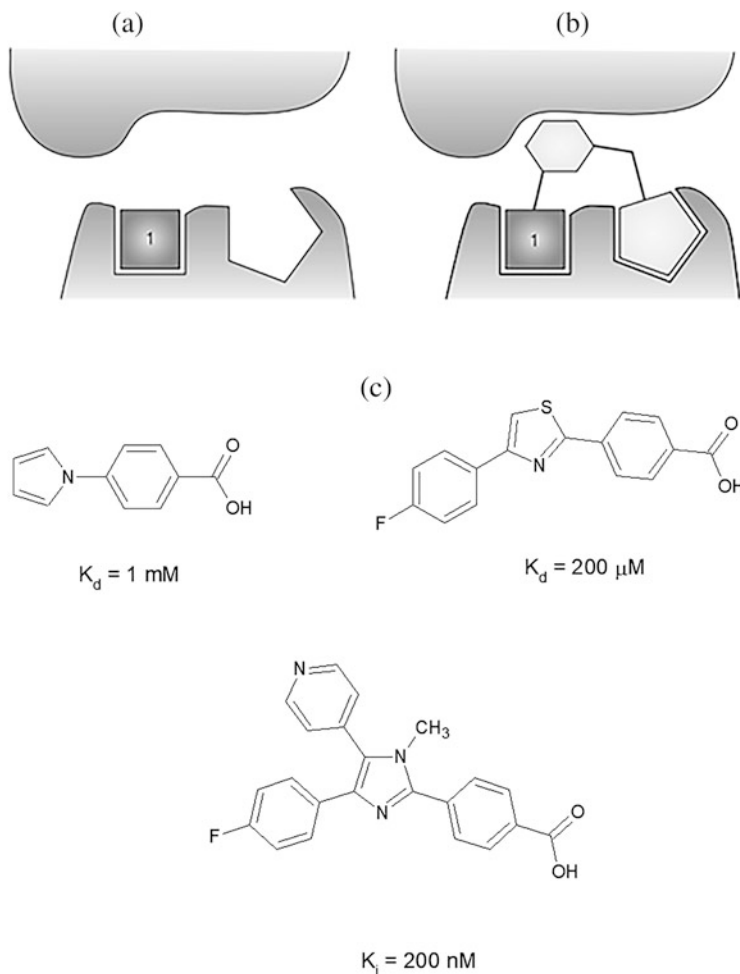 (a) (b)
1 1
(c)
S
N O N O
OH F OH
K_d = 1 mM K_d = 200 μM
N
N CH₃
F N O
OH
K_i = 200 nM